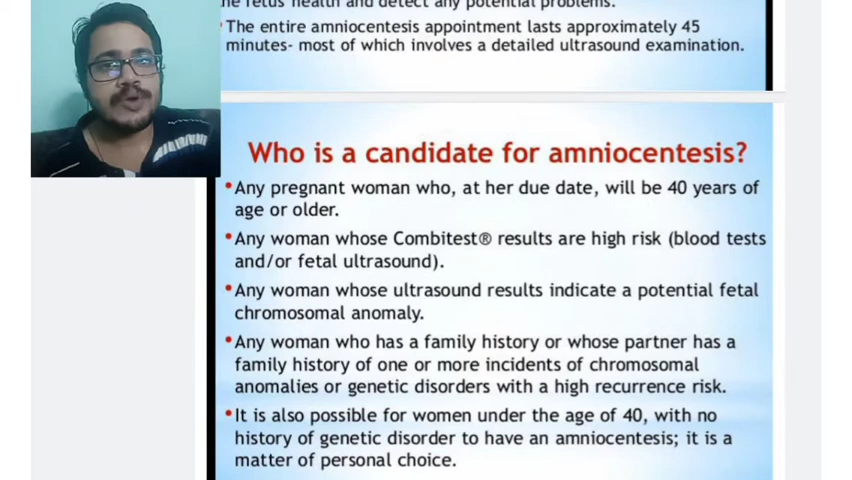 the fetus health and detect any potential problems.
The entire amniocentesis appointment lasts approximately 45
minutes- most of which involves a detailed ultrasound examination.
Who is a candidate for amniocentesis?
•Any pregnant woman who, at her due date, will be 40 years of
age or older.
•Any woman whose Combitest® results are high risk (blood tests
and/or fetal ultrasound).
•Any woman whose ultrasound results indicate a potential fetal
chromosomal anomaly.
•Any woman who has a family history or whose partner has a
family history of one or more incidents of chromosomal
anomalies or genetic disorders with a high recurrence risk.
•It is also possible for women under the age of 40, with no
history of genetic disorder to have an amniocentesis; it is a
matter of personal choice.